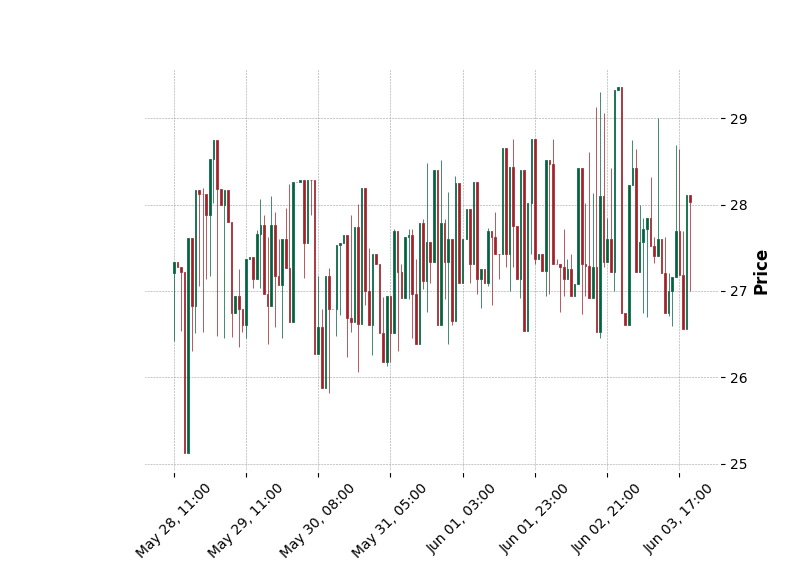 29
28
Price
27
26
25
May 28, 11:00
May 29, 11:00
May 30, 08:00
May 31, 05:00
Jun 01, 03:00
Jun 01, 23:00
Jun 02, 21:00
Jun 03, 17:00